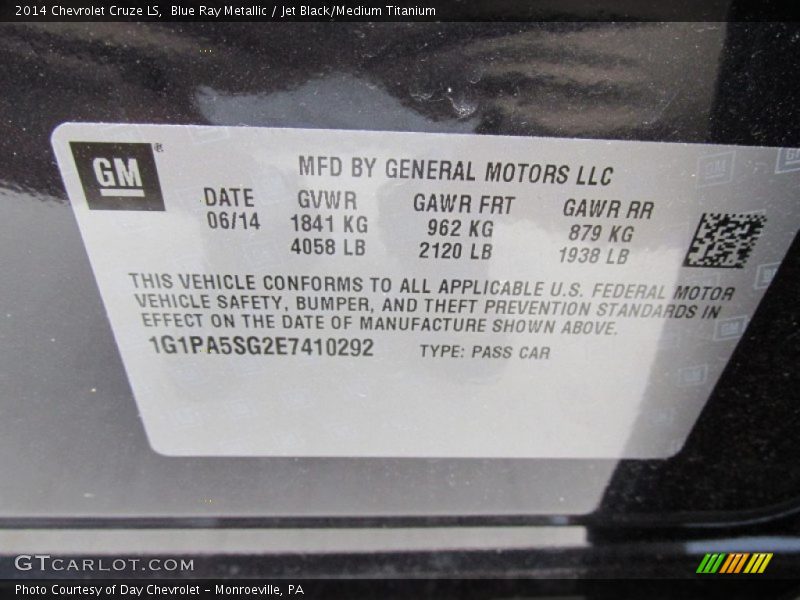 2014 Chevrolet Cruze LS, Blue Ray Metallic / Jet Black/Medium Titanium
GM ®
MFD BY GENERAL MOTORS LLC
DATE GVWR GAWR FRT GAWR RR
06/14 1841 KG 962 KG 879 KG
4058 LB 2120 LB 1938 LB
THIS VEHICLE CONFORMS TO ALL APPLICABLE U.S. FEDERAL MOTOR
VEHICLE SAFETY, BUMPER, AND THEFT PREVENTION STANDARDS IN
EFFECT ON THE DATE OF MANUFACTURE SHOWN ABOVE.
1G1PA5SG2E7410292 TYPE: PASS CAR
GTCARLOT.COM
Photo Courtesy of Day Chevrolet - Monroeville, PA